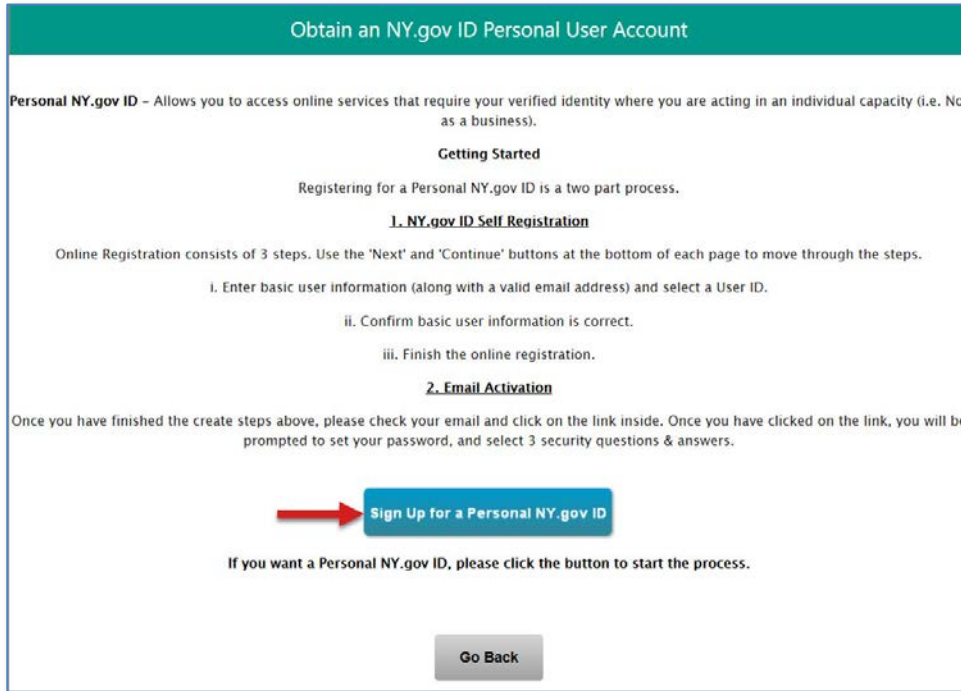 Obtain an NY.gov ID Personal User Account
Personal NY.gov ID – Allows you to access online services that require your verified identity where you are acting in an individual capacity (i.e. No
as a business).
Getting Started
Registering for a Personal NY.gov ID is a two part process.
1. NY.gov ID Self Registration
Online Registration consists of 3 steps. Use the 'Next' and 'Continue' buttons at the bottom of each page to move through the steps.
i. Enter basic user information (along with a valid email address) and select a User ID.
ii. Confirm basic user information is correct.
iii. Finish the online registration.
2. Email Activation
Once you have finished the create steps above, please check your email and click on the link inside. Once you have clicked on the link, you will be
prompted to set your password, and select 3 security questions & answers.
Sign Up for a Personal NY.gov ID
If you want a Personal NY.gov ID, please click the button to start the process.
Go Back